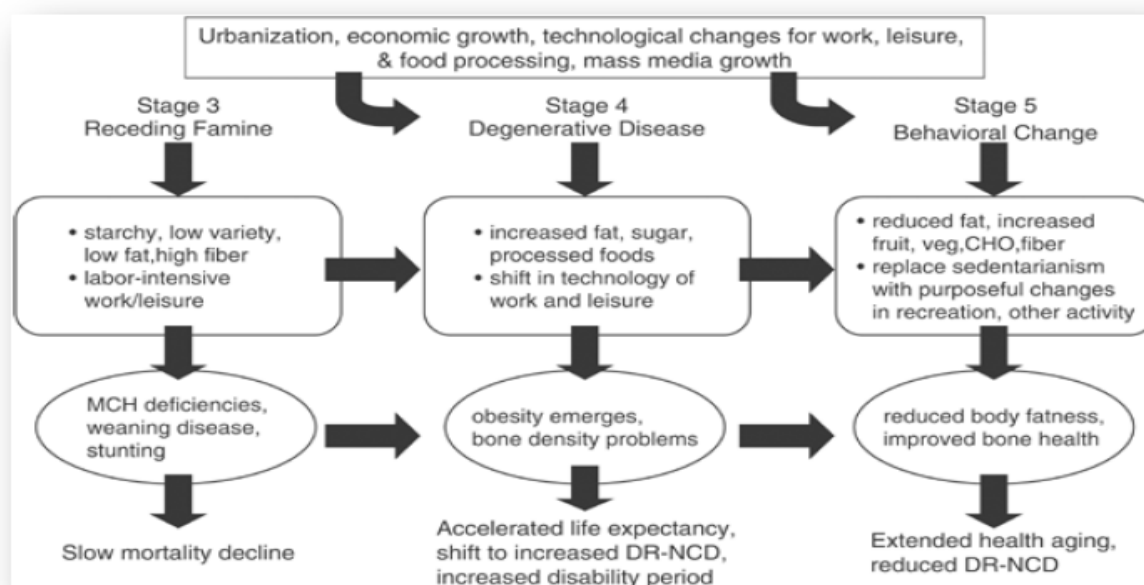 Urbanization, economic growth, technological changes for work, leisure,
& food processing, mass media growth
Stage 3
Receding Famine
Stage 4
Degenerative Disease
Stage 5
Behavioral Change
• starchy, low variety,
low fat,high fiber
• labor-intensive
work/leisure
• increased fat, sugar,
processed foods
• shift in technology of
work and leisure
• reduced fat, increased
fruit, veg,CHO,fiber
• replace sedentarianism
with purposeful changes
in recreation, other activity
MCH deficiencies,
weaning disease,
stunting
obesity emerges,
bone density problems
reduced body fatness,
improved bone health
Slow mortality decline
Accelerated life expectancy,
shift to increased DR-NCD,
increased disability period
Extended health aging,
reduced DR-NCD